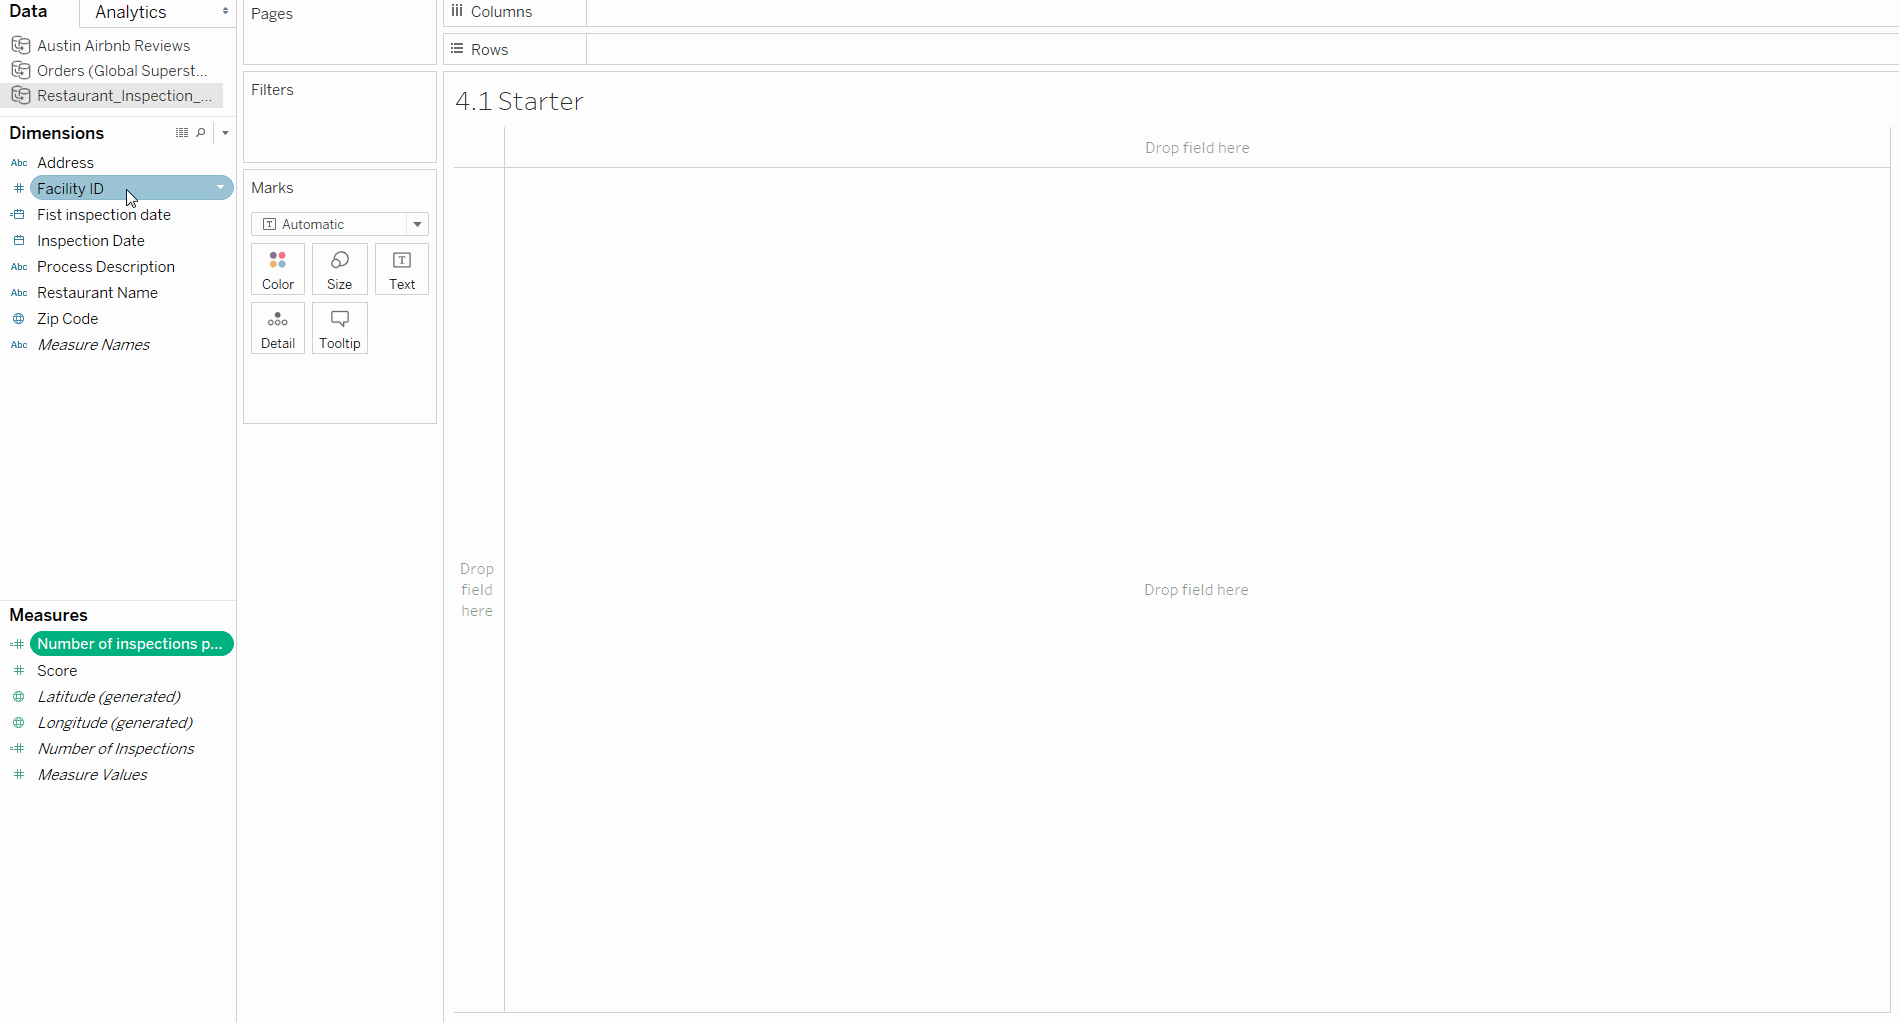 Data
Analytics
Austin Airbnb Reviews
Orders (Global Superst...
Restaurant_Inspection_...
Dimensions
Abc Address
# Facility ID
Fist inspection date
Inspection Date
Abc Process Description
Abc Restaurant Name
Zip Code
Abc Measure Names
Measures
=# Number of inspections p...
# Score
Latitude (generated)
Longitude (generated)
=# Number of Inspections
# Measure Values
Pages
Filters
Marks
T Automatic
Color
Size
T Text
Detail
Tooltip
Columns
Rows
4.1 Starter
Drop field here
Drop
field
here
Drop field here